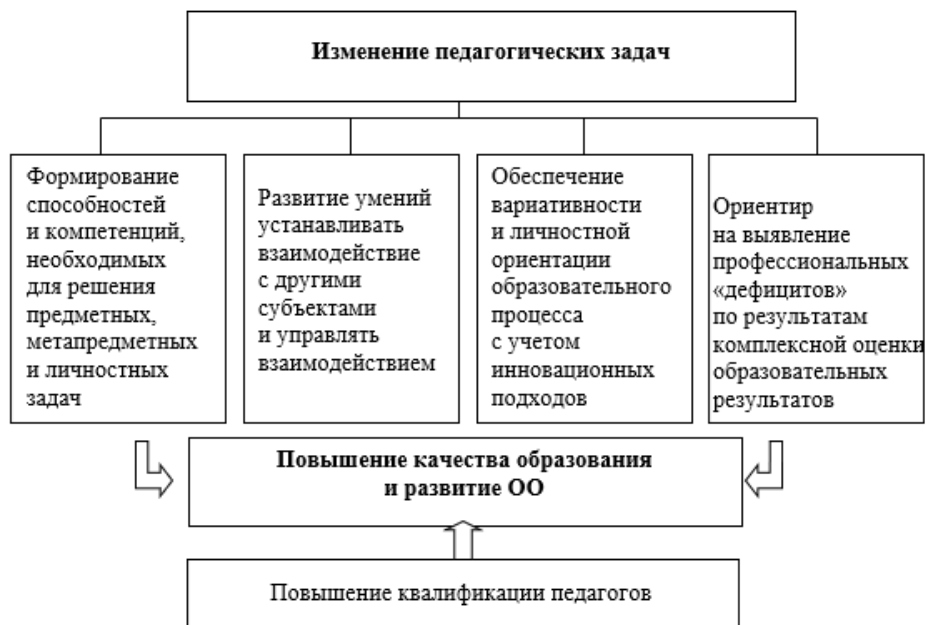 Изменение педагогических задач
Формирование
способностей
и компетенций,
необходимых
для решения
предметных,
метапредметных
и личностных
задач
Развитие умений
устанавливать
взаимодействие
с другими
субъектами
и управлять
взаимодействием
Обеспечение
вариативности
и личностной
ориентации
образовательного
процесса
с учетом
инновационных
подходов
Ориентир
на выявление
профессиональных
«дефицитов»
по результатам
комплексной оценки
образовательных
результатов
Повышение качества образования
и развитие ОО
Повышение квалификации педагогов